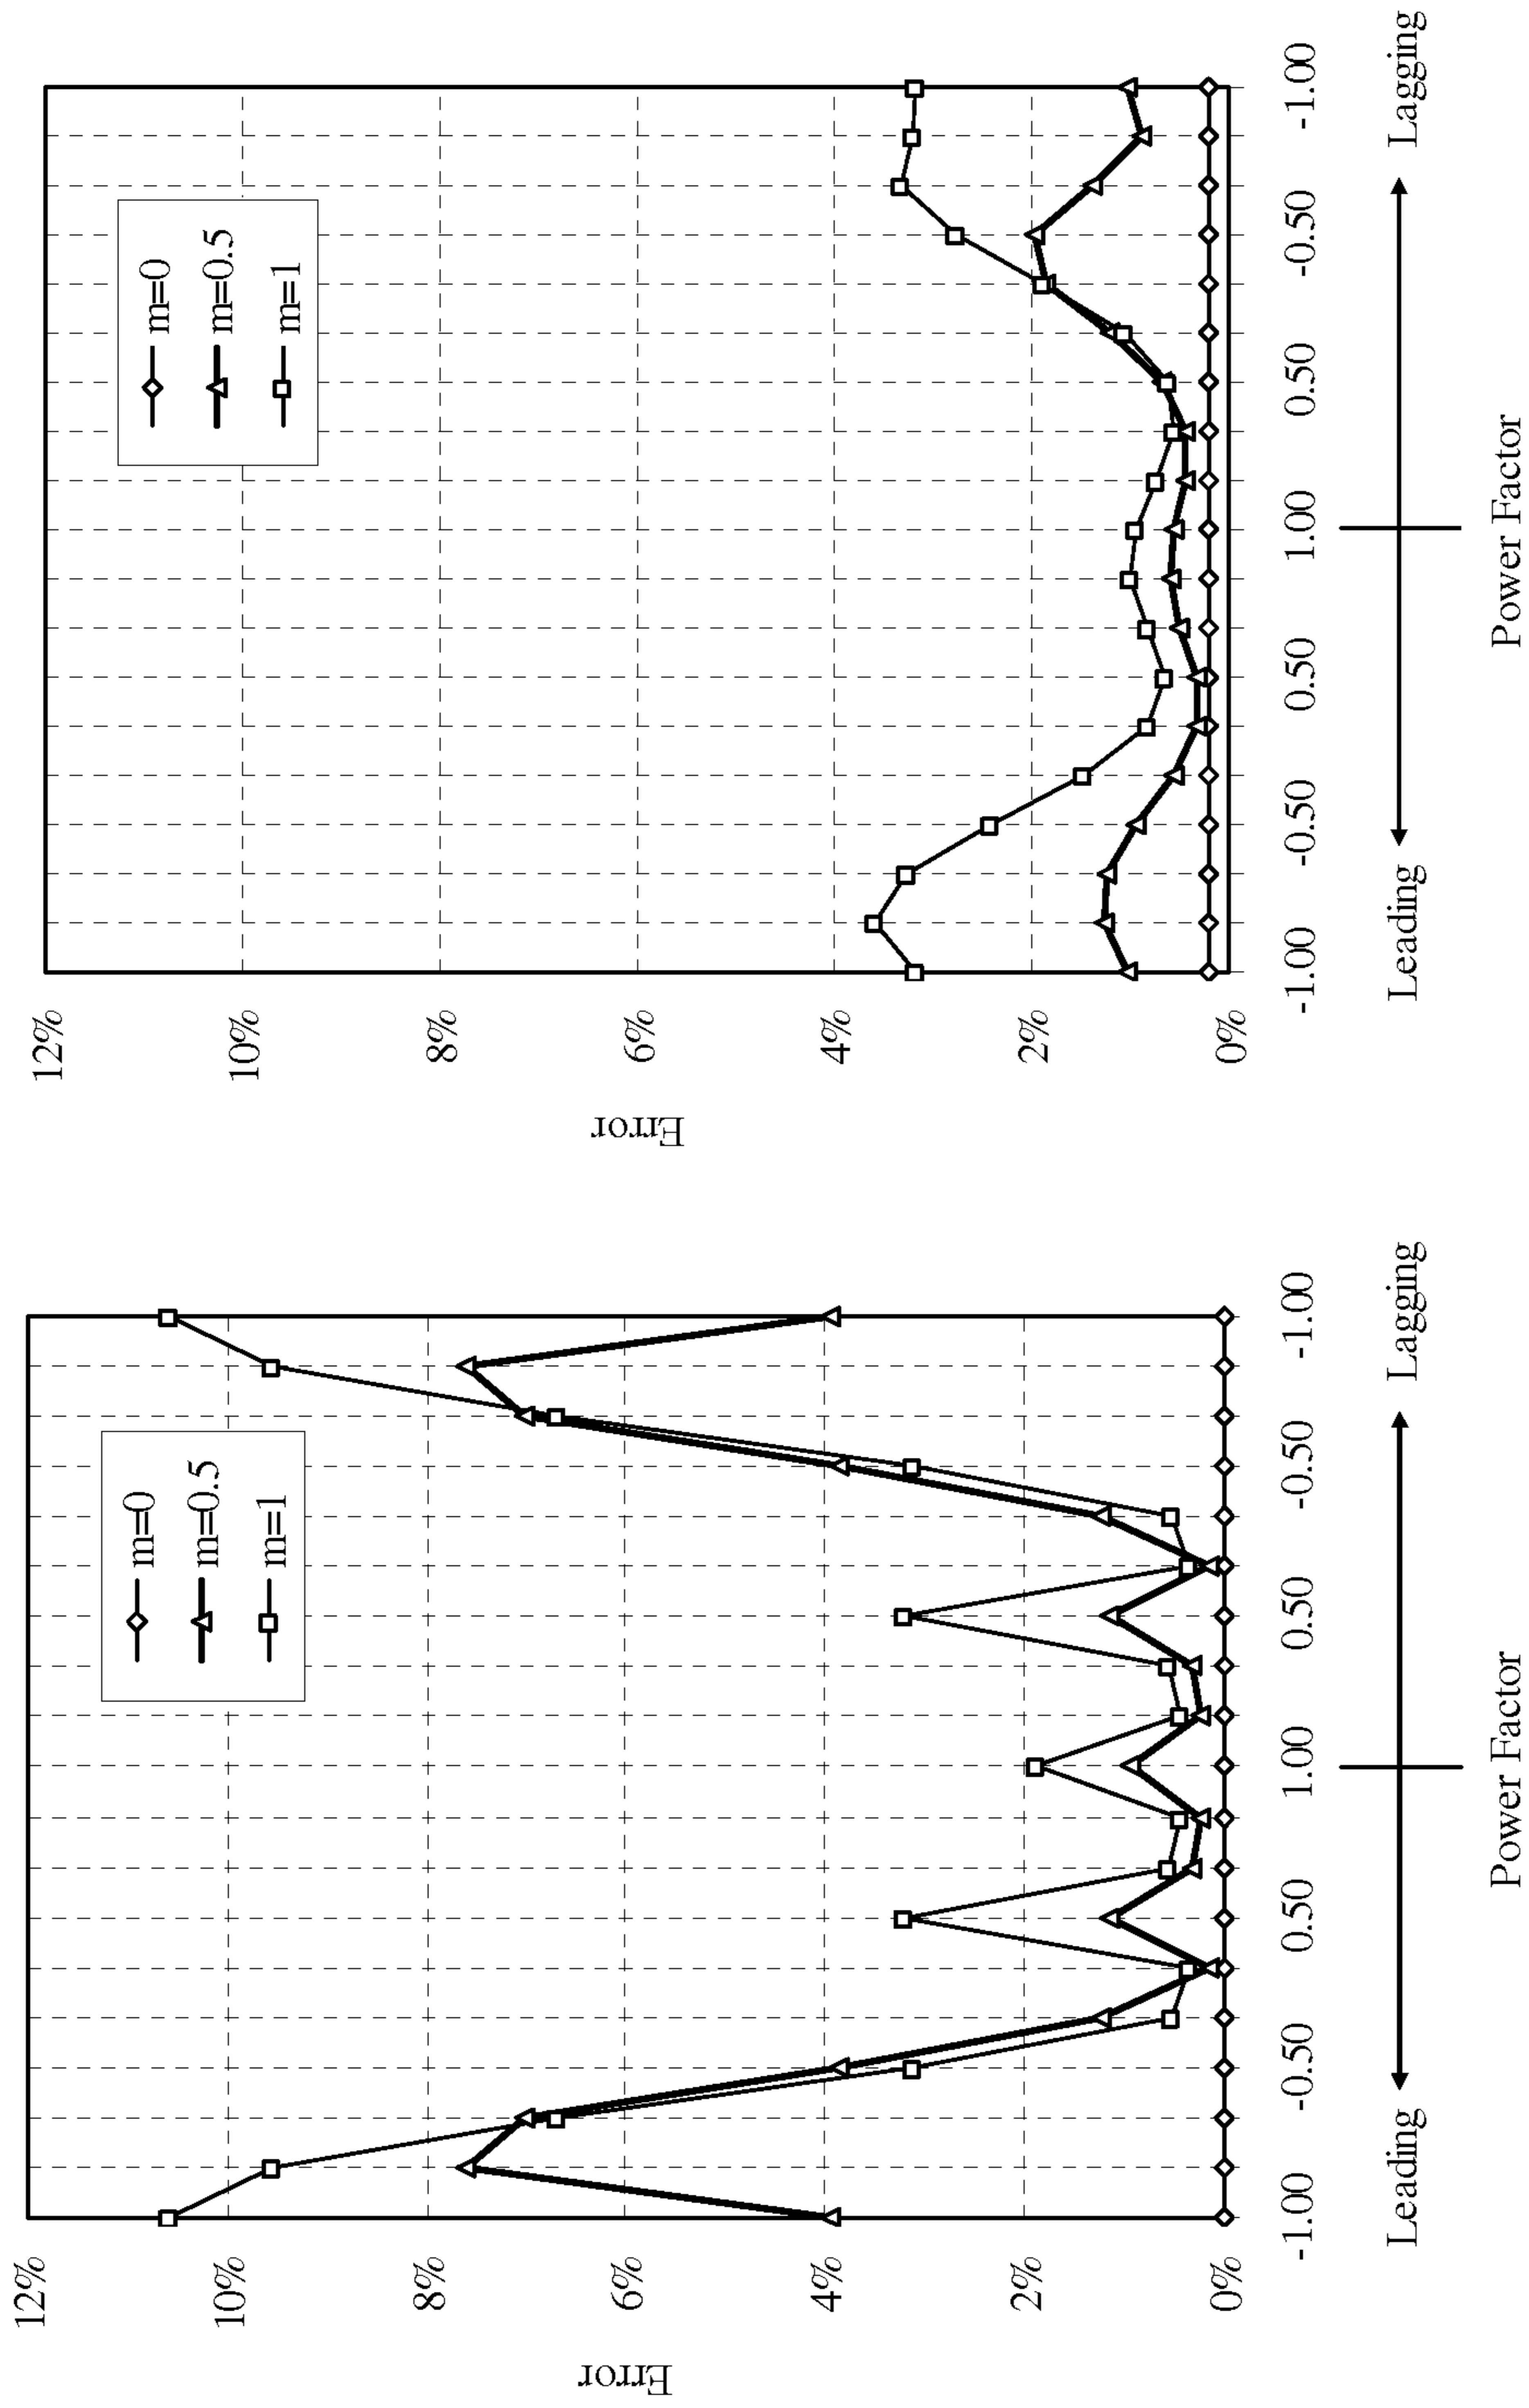 12%
10%
8%
6%
4%
2%
0%
Error
m=0
m=0.5
m=1
-1.00
-0.50
0.50
1.00
0.50
-0.50
-1.00
Leading
Lagging
Power Factor
12%
10%
8%
6%
4%
2%
0%
Error
m=0
m=0.5
m=1
-1.00
-0.50
0.50
1.00
0.50
-0.50
-1.00
Leading
Lagging
Power Factor